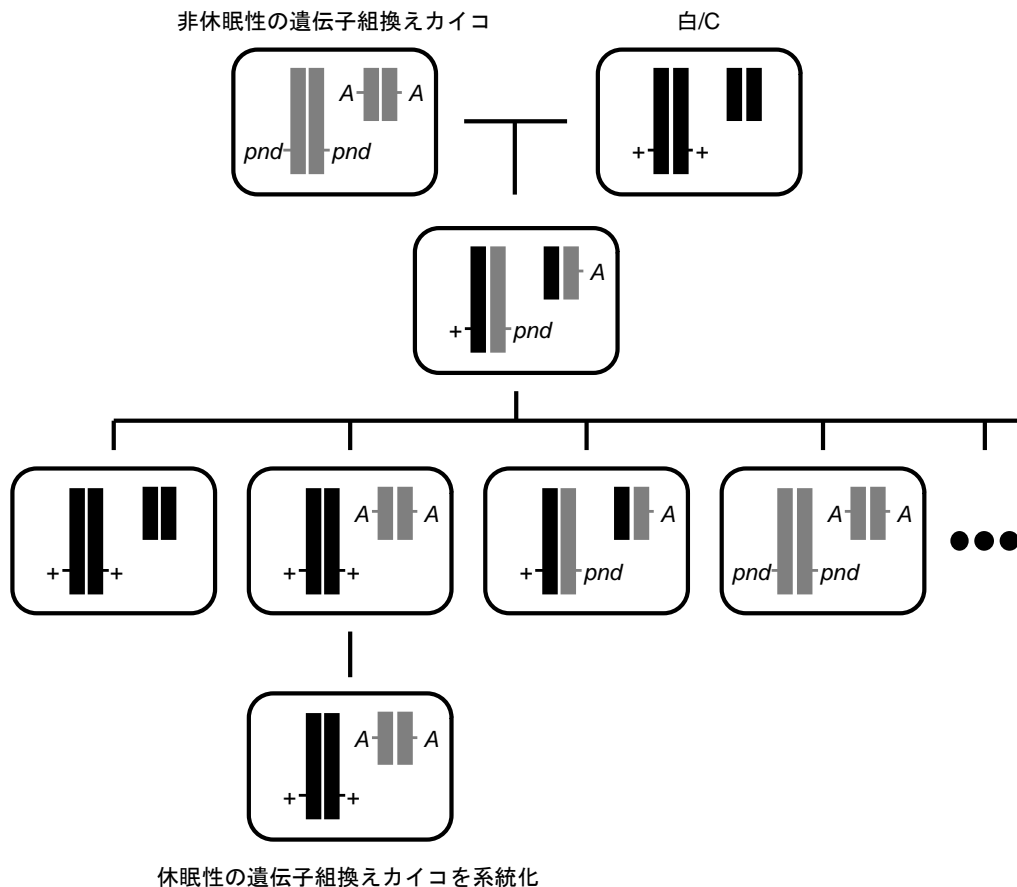 非休眠性の遺伝子組換えカイコ 白/C
A A
pnd pnd + +
A
+ pnd
A A A A A
+ + + + + pnd pnd pnd
A A
+ +
休眠性の遺伝子組換えカイコを系統化